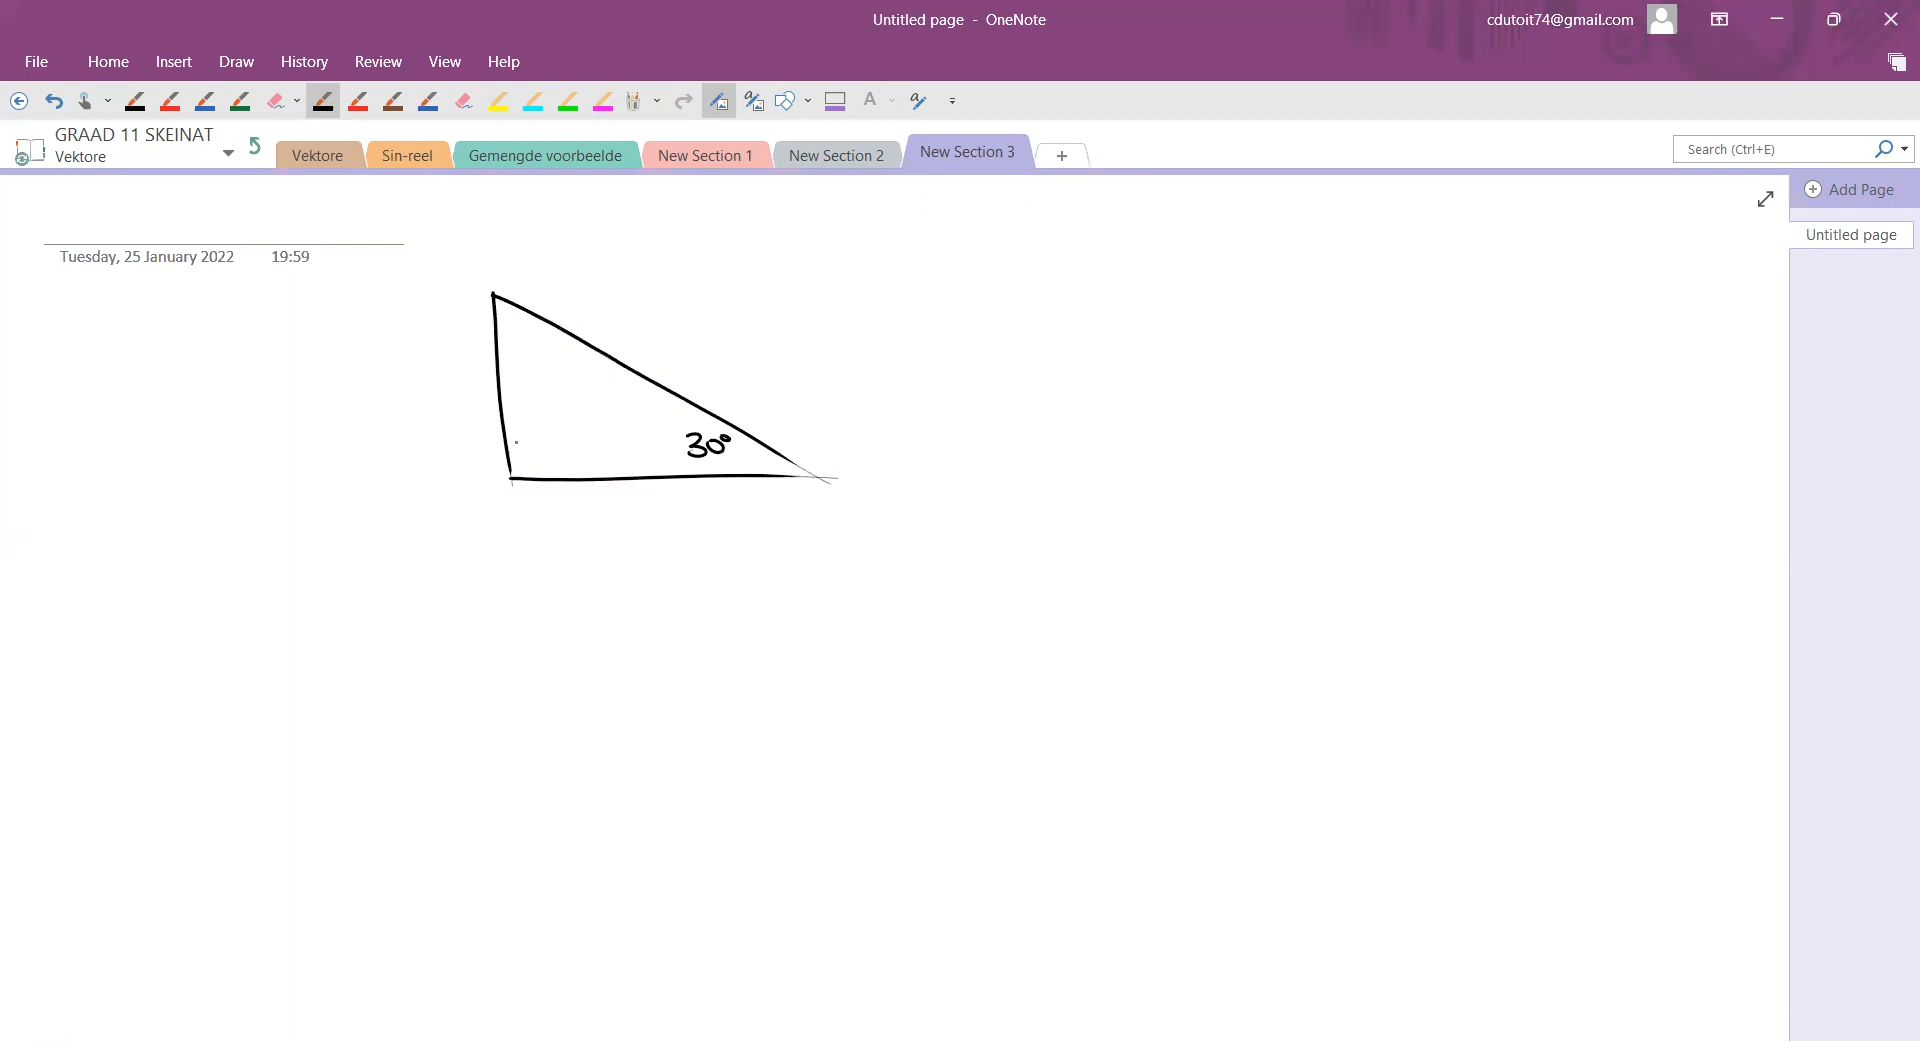 Untitled page - OneNote
cdutoit74@gmail.com
File Home Insert Draw History Review View Help
GRAAD 11 SKEINAT
Vektore
Vektore Sin-reel Gemengde voorbeelde New Section 1 New Section 2 New Section 3
Search (Ctrl+E)
Add Page
Untitled page
Tuesday, 25 January 2022 19:59
30°